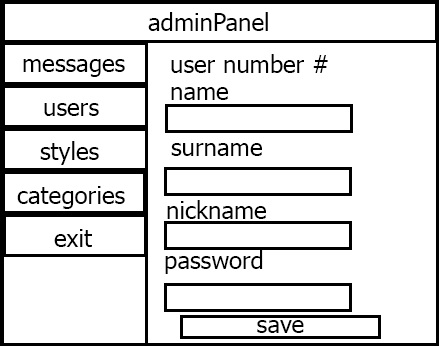 adminPanel
messages
users
styles
categories
exit
user number #
name
surname
nickname
password
save